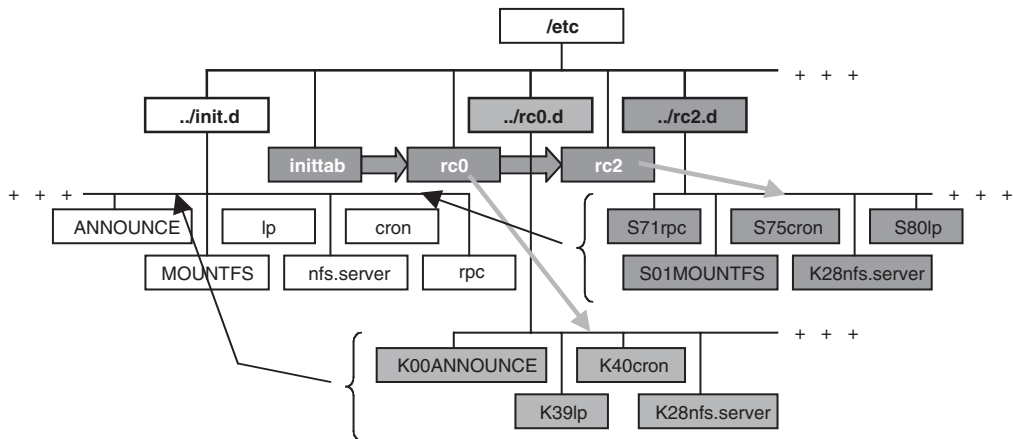 /etc
+ + +
../init.d
../rc0.d
../rc2.d
inittab
rc0
rc2
+ + +
+ + +
ANNOUNCE
lp
cron
S71rpc
S75cron
S80lp
MOUNTFS
nfs.server
rpc
S01MOUNTFS
K28nfs.server
+ + +
K00ANNOUNCE
K40cron
K39lp
K28nfs.server